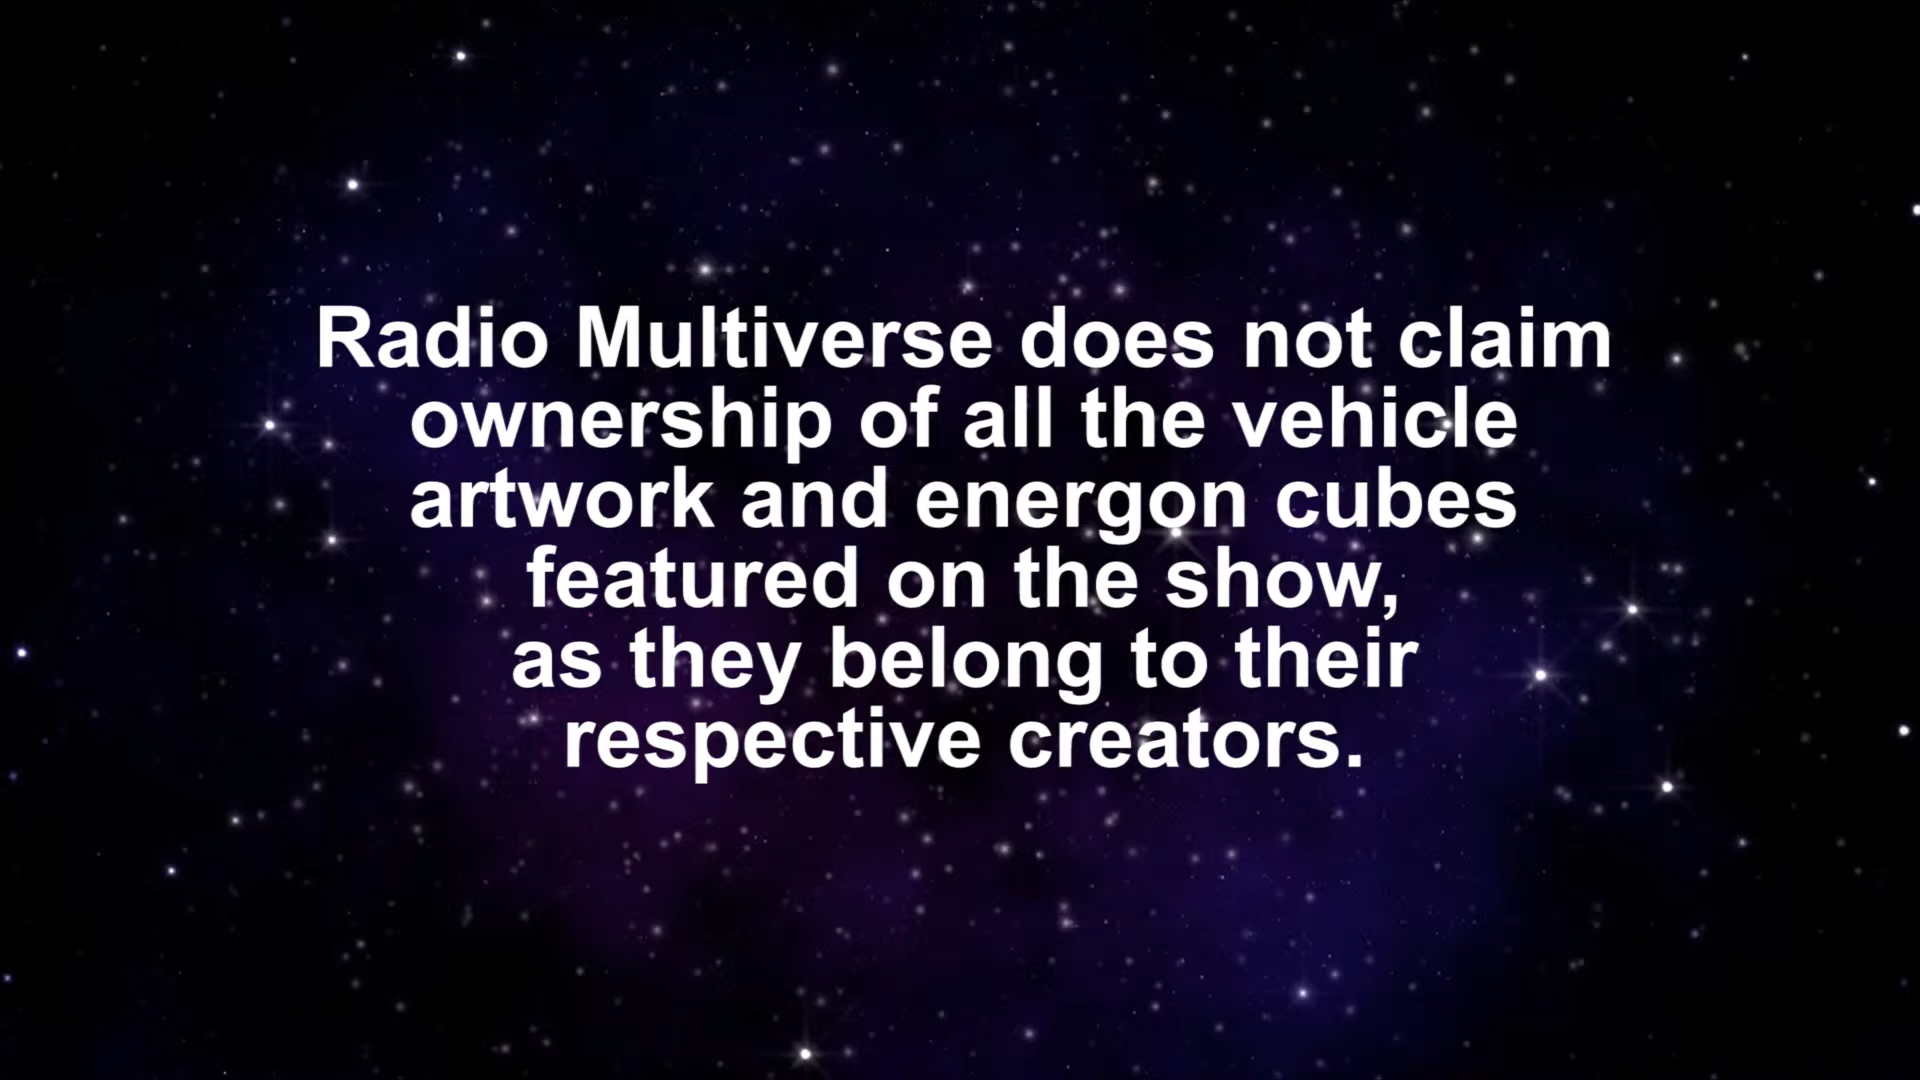 Radio Multiverse does not claim
ownership of all the vehicle
artwork and energon cubes
featured on the show,
as they belong to their
respective creators.